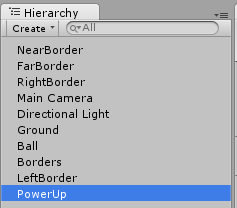 Hierarchy
Create All
NearBorder
FarBorder
RightBorder
Main Camera
Directional Light
Ground
Ball
Borders
LeftBorder
PowerUp